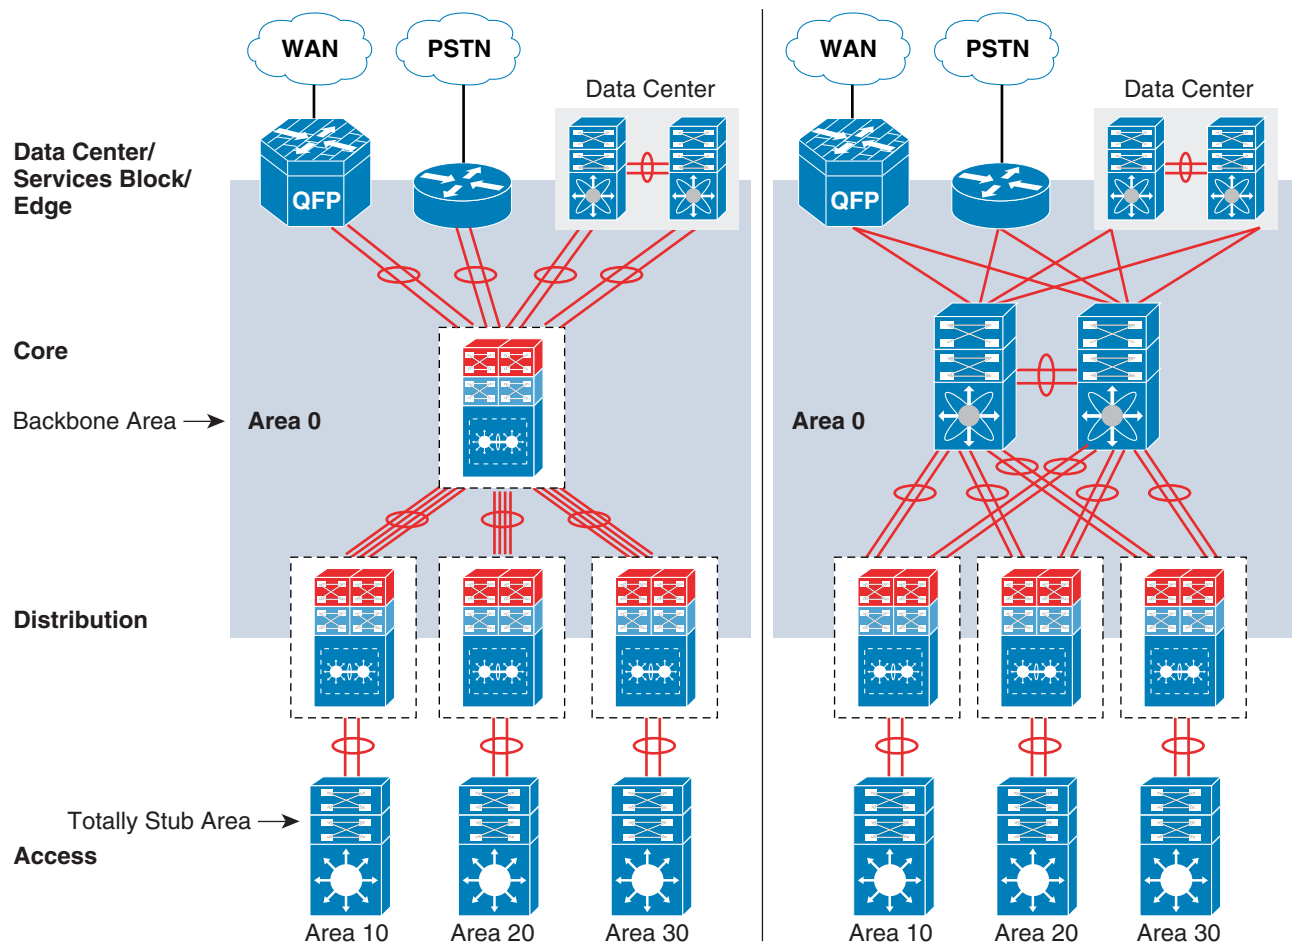 WAN
PSTN
Data Center
WAN
PSTN
Data Center
Data Center/
Services Block/
Edge
QFP
QFP
Core
Backbone Area
Area 0
Area 0
Distribution
Totally Stub Area
Access
Area 10
Area 20
Area 30
Area 10
Area 20
Area 30